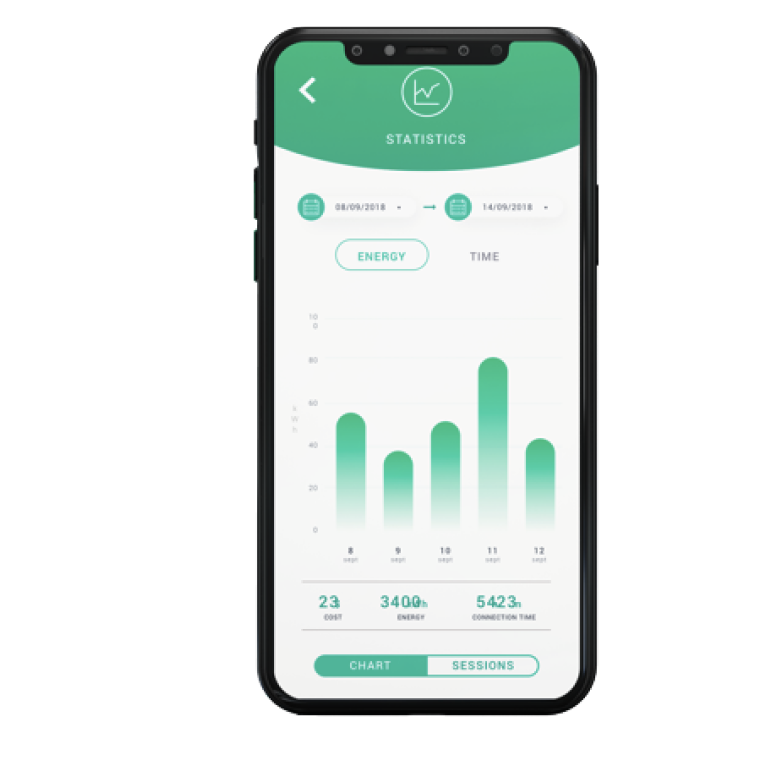 STATISTICS
08/09/2018 14/09/2018
ENERGY TIME
10
0
80
60
k
W
h
40
20
0
8 9 10 11 12
sept sept sept sept sept
23 3400 5423
COST ENERGY CONNECTION TIME
CHART SESSIONS